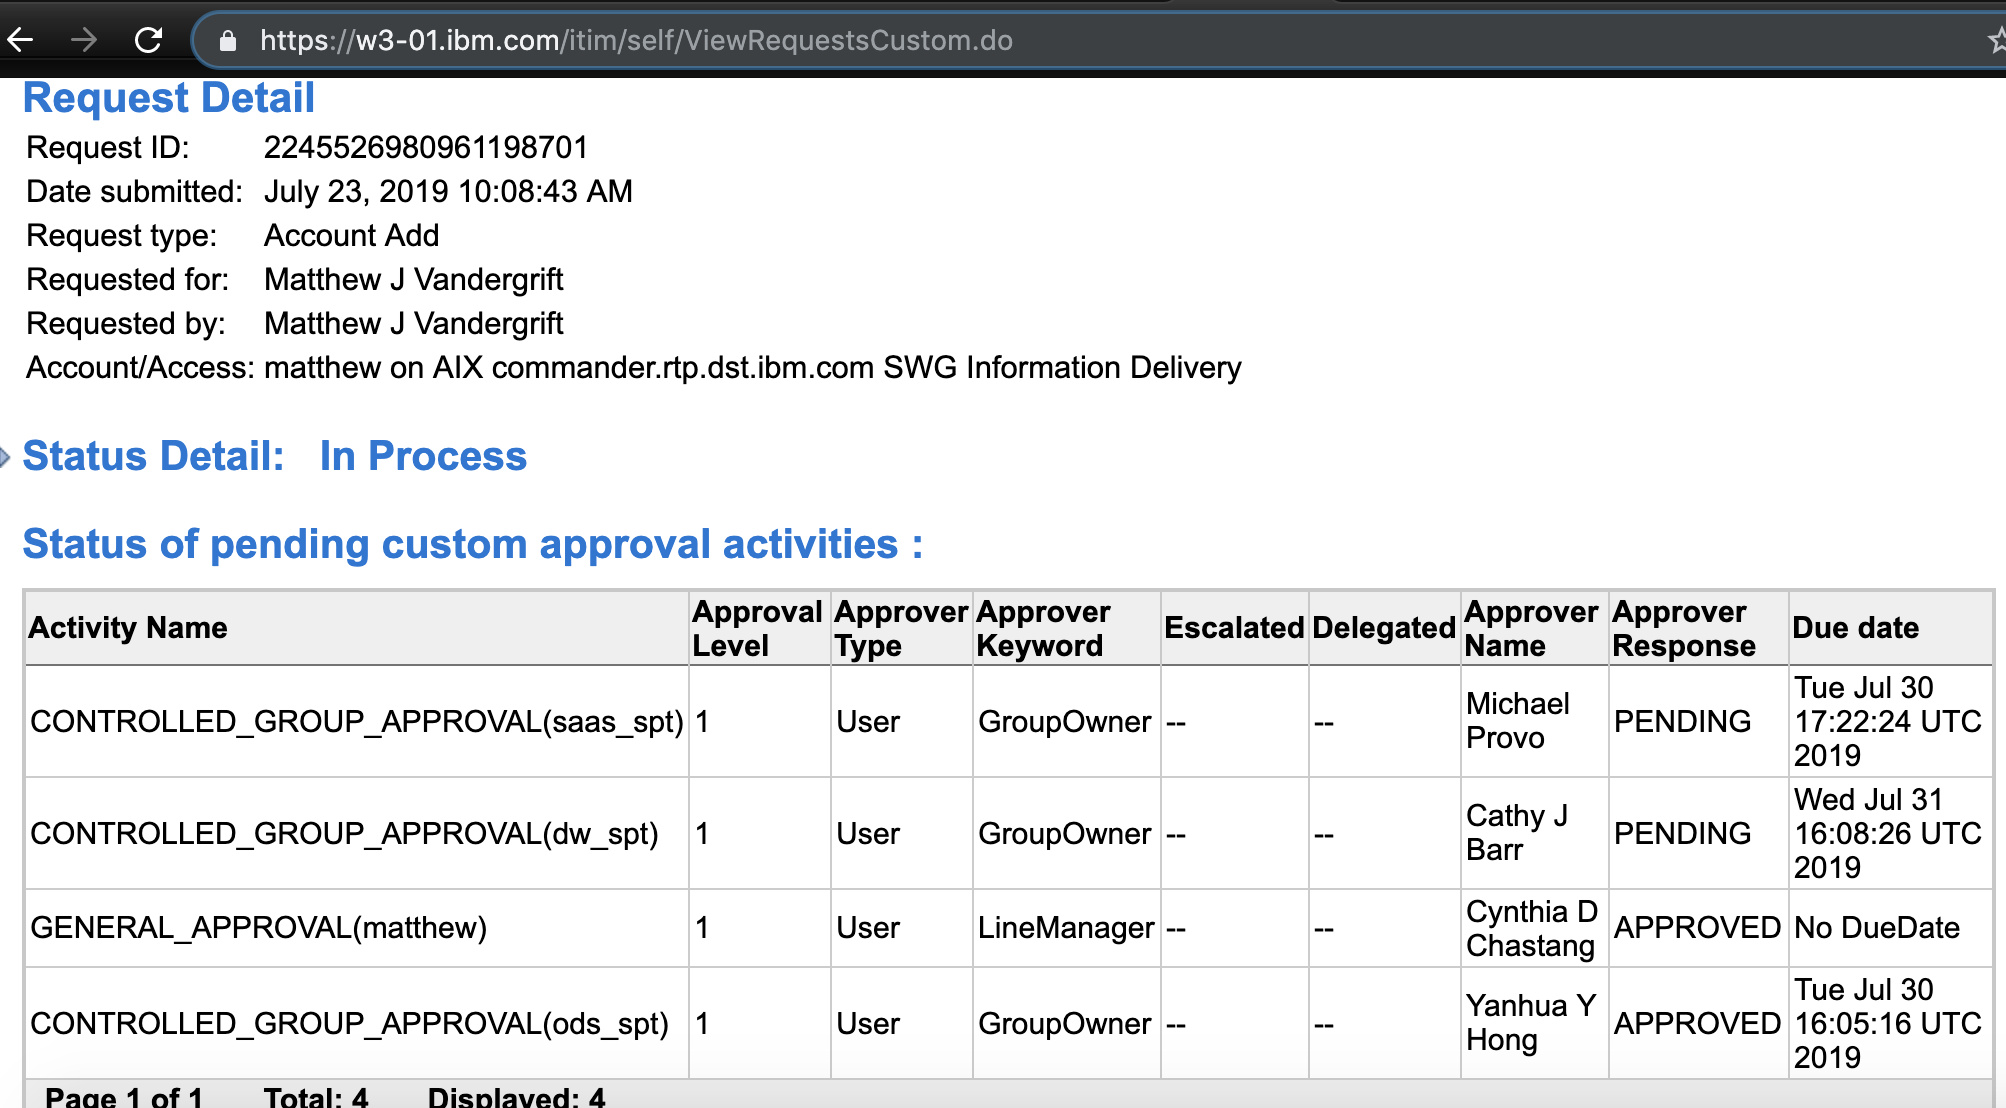 https://w3-01.ibm.com/itim/self/ViewRequestsCustom.do
Request Detail
Request ID: 2245526980961198701
Date submitted: July 23, 2019 10:08:43 AM
Request type: Account Add
Requested for: Matthew J Vandergrift
Requested by: Matthew J Vandergrift
Account/Access: matthew on AIX commander.rtp.dst.ibm.com SWG Information Delivery
Status Detail: In Process
Status of pending custom approval activities :
Activity Name
Approval
Level
Approver
Type
Approver
Keyword
Escalated
Delegated
Approver
Name
Approver
Response
Due date
CONTROLLED_GROUP_APPROVAL(saas_spt)
1
User
GroupOwner
--
--
Michael
Provo
PENDING
Tue Jul 30
17:22:24 UTC
2019
CONTROLLED_GROUP_APPROVAL(dw_spt)
1
User
GroupOwner
--
--
Cathy J
Barr
PENDING
Wed Jul 31
16:08:26 UTC
2019
GENERAL_APPROVAL(matthew)
1
User
LineManager
--
--
Cynthia D
Chastang
APPROVED
No DueDate
CONTROLLED_GROUP_APPROVAL(ods_spt)
1
User
GroupOwner
--
--
Yanhua Y
Hong
APPROVED
Tue Jul 30
16:05:16 UTC
2019
Page 1 of 1 Total: 4 Displayed: 4